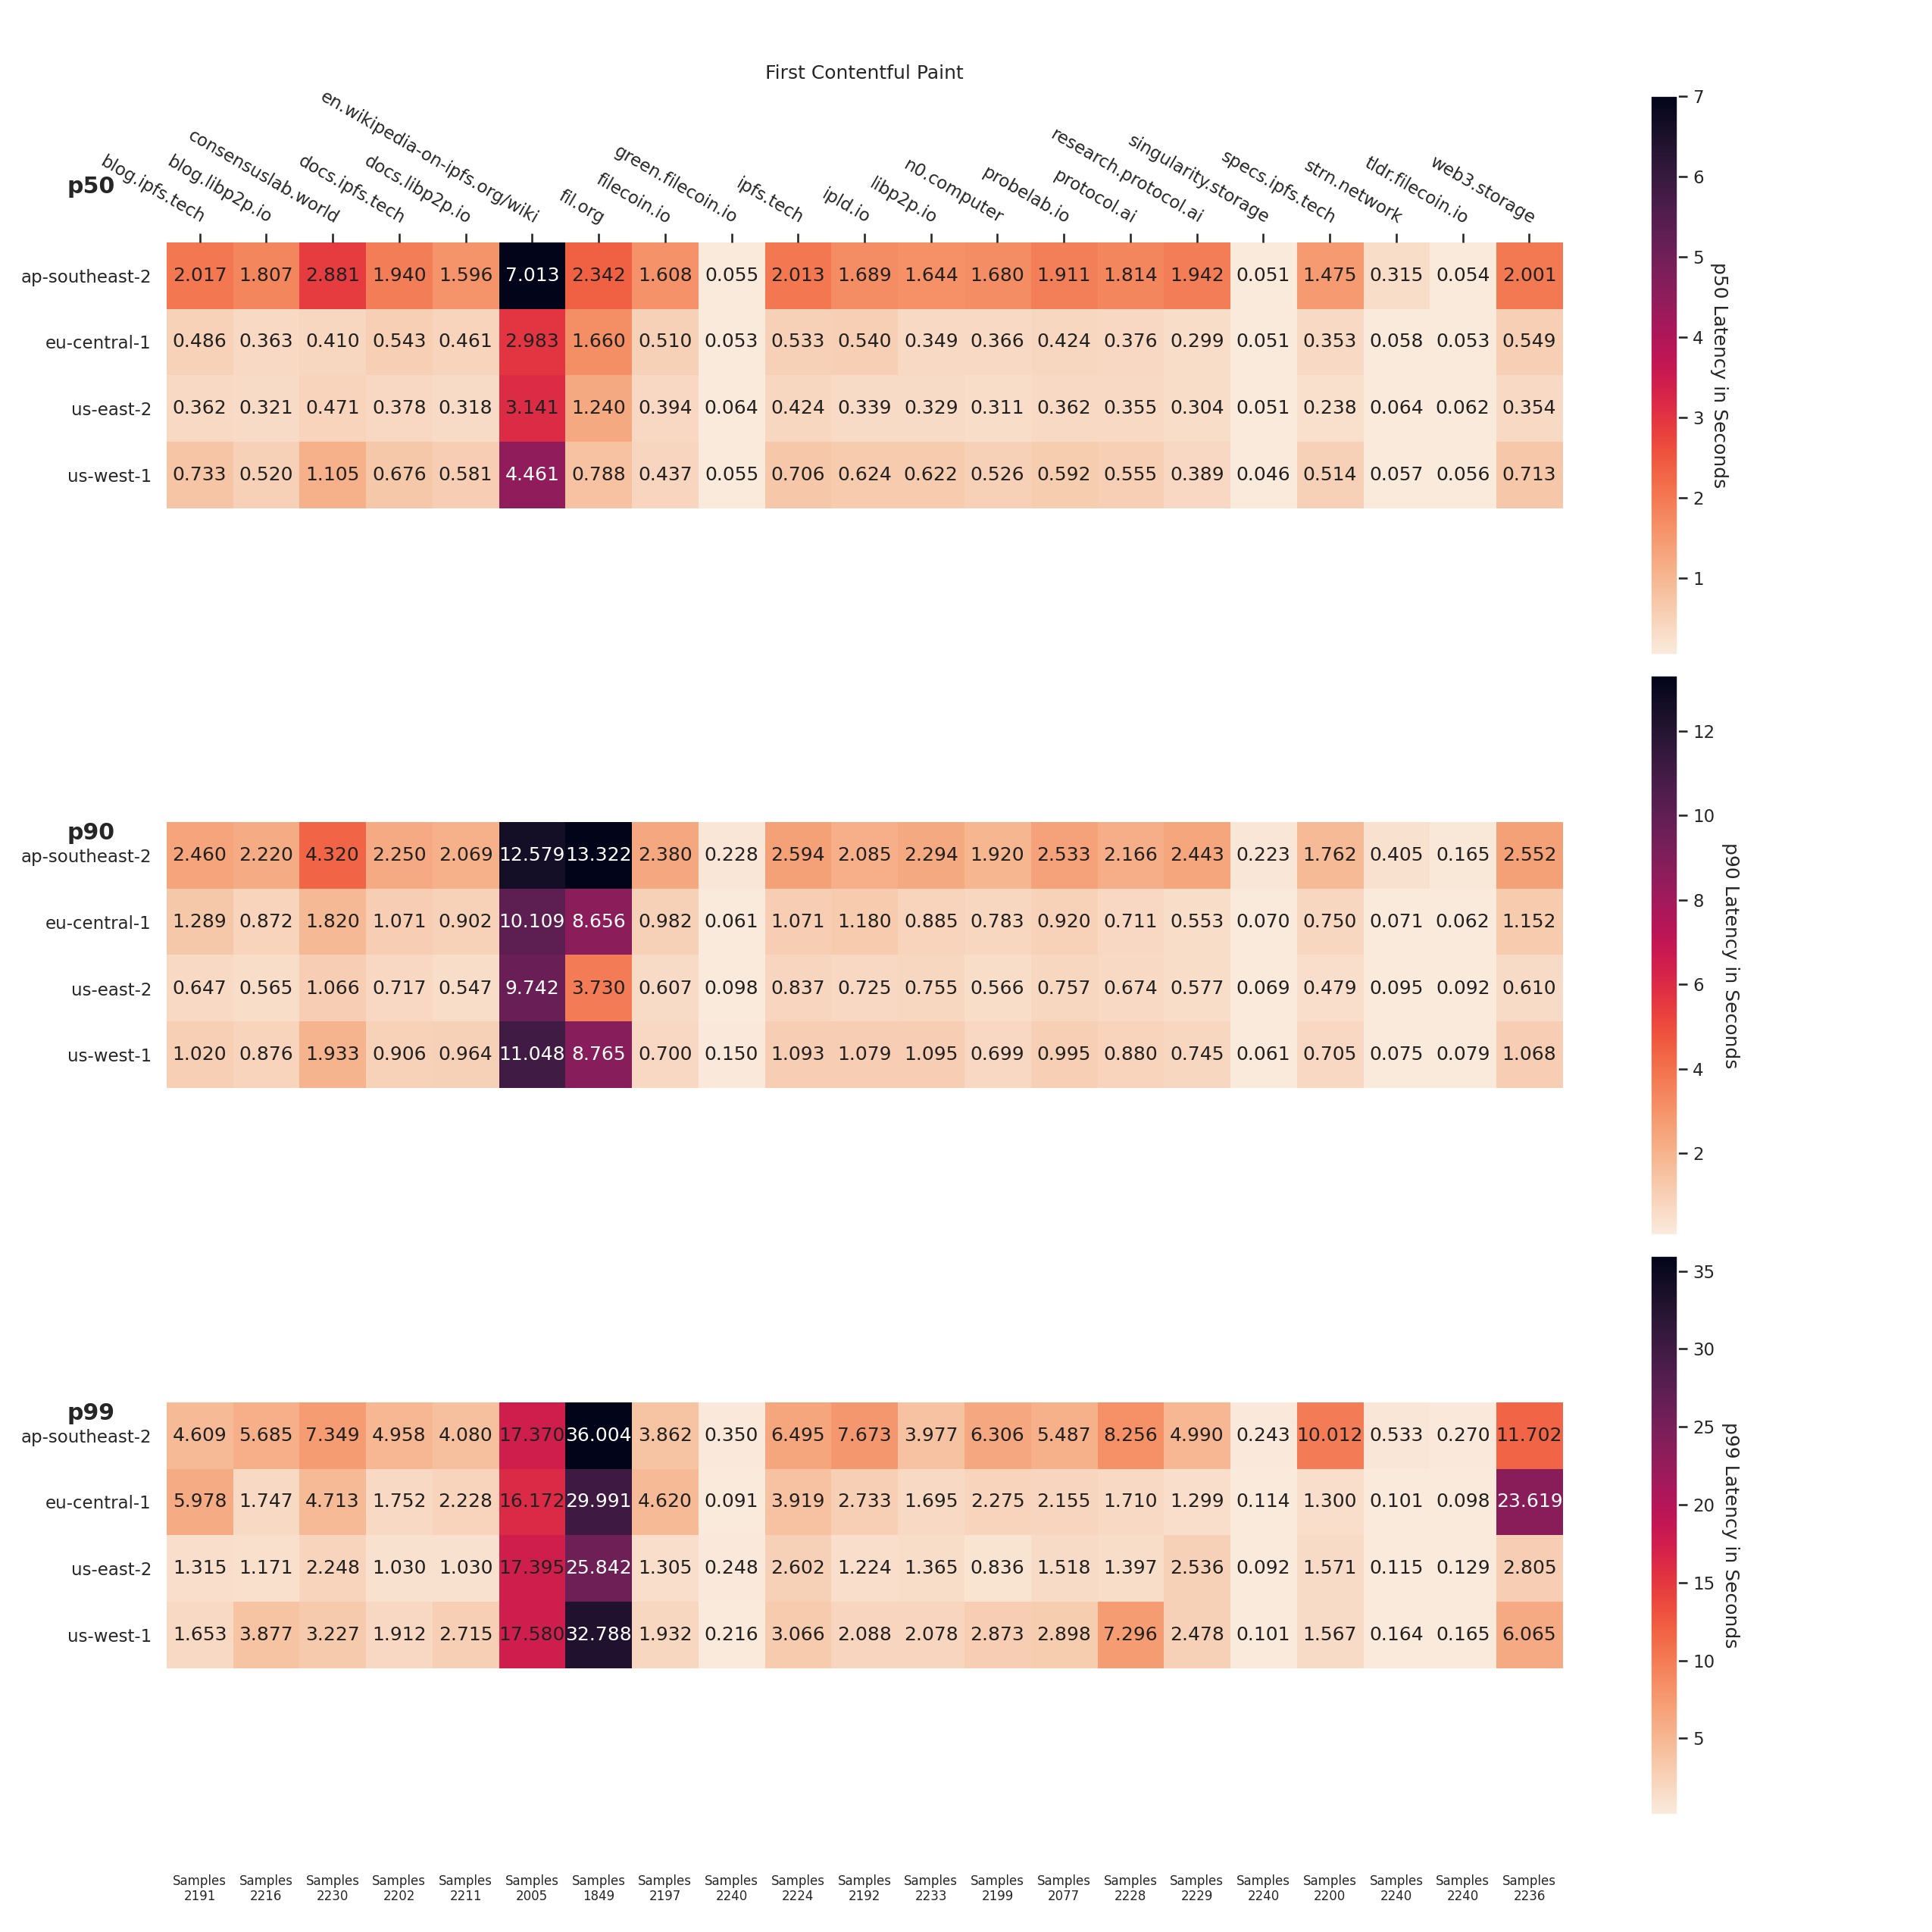 First Contentful Paint
p50
blog.ipfs.tech
blog.libp2p.io
consensuslab.world
docs.ipfs.tech
docs.libp2p.io
en.wikipedia-on-ipfs.org/wiki
fil.org
filecoin.io
green.filecoin.io
ipfs.tech
ipld.io
libp2p.io
n0.computer
probelab.io
protocol.ai
research.protocol.ai
singularity.storage
specs.ipfs.tech
strn.network
tldr.filecoin.io
web3.storage
ap-southeast-2 2.017 1.807 2.881 1.940 1.596 7.013 2.342 1.608 0.055 2.013 1.689 1.644 1.680 1.911 1.814 1.942 0.051 1.475 0.315 0.054 2.001
eu-central-1 0.486 0.363 0.410 0.543 0.461 2.983 1.660 0.510 0.053 0.533 0.540 0.349 0.366 0.424 0.376 0.299 0.051 0.353 0.058 0.053 0.549
us-east-2 0.362 0.321 0.471 0.378 0.318 3.141 1.240 0.394 0.064 0.424 0.339 0.329 0.311 0.362 0.355 0.304 0.051 0.238 0.064 0.062 0.354
us-west-1 0.733 0.520 1.105 0.676 0.581 4.461 0.788 0.437 0.055 0.706 0.624 0.622 0.526 0.592 0.555 0.389 0.046 0.514 0.057 0.056 0.713
7
6
5
4
3
2
1
p50 Latency in Seconds
p90
ap-southeast-2 2.460 2.220 4.320 2.250 2.069 12.579 13.322 2.380 0.228 2.594 2.085 2.294 1.920 2.533 2.166 2.443 0.223 1.762 0.405 0.165 2.552
eu-central-1 1.289 0.872 1.820 1.071 0.902 10.109 8.656 0.982 0.061 1.071 1.180 0.885 0.783 0.920 0.711 0.553 0.070 0.750 0.071 0.062 1.152
us-east-2 0.647 0.565 1.066 0.717 0.547 9.742 3.730 0.607 0.098 0.837 0.725 0.755 0.566 0.757 0.674 0.577 0.069 0.479 0.095 0.092 0.610
us-west-1 1.020 0.876 1.933 0.906 0.964 11.048 8.765 0.700 0.150 1.093 1.079 1.095 0.699 0.995 0.880 0.745 0.061 0.705 0.075 0.079 1.068
12
10
8
6
4
2
p90 Latency in Seconds
p99
ap-southeast-2 4.609 5.685 7.349 4.958 4.080 17.370 36.004 3.862 0.350 6.495 7.673 3.977 6.306 5.487 8.256 4.990 0.243 10.012 0.533 0.270 11.702
eu-central-1 5.978 1.747 4.713 1.752 2.228 16.172 29.991 4.620 0.091 3.919 2.733 1.695 2.275 2.155 1.710 1.299 0.114 1.300 0.101 0.098 23.619
us-east-2 1.315 1.171 2.248 1.030 1.030 17.395 25.842 1.305 0.248 2.602 1.224 1.365 0.836 1.518 1.397 2.536 0.092 1.571 0.115 0.129 2.805
us-west-1 1.653 3.877 3.227 1.912 2.715 17.580 32.788 1.932 0.216 3.066 2.088 2.078 2.873 2.898 7.296 2.478 0.101 1.567 0.164 0.165 6.065
35
30
25
20
15
10
5
p99 Latency in Seconds
Samples Samples Samples Samples Samples Samples Samples Samples Samples Samples Samples Samples Samples Samples Samples Samples Samples Samples Samples Samples Samples
2191 2216 2230 2202 2211 2005 1849 2197 2240 2224 2192 2233 2199 2077 2228 2229 2240 2200 2240 2240 2236